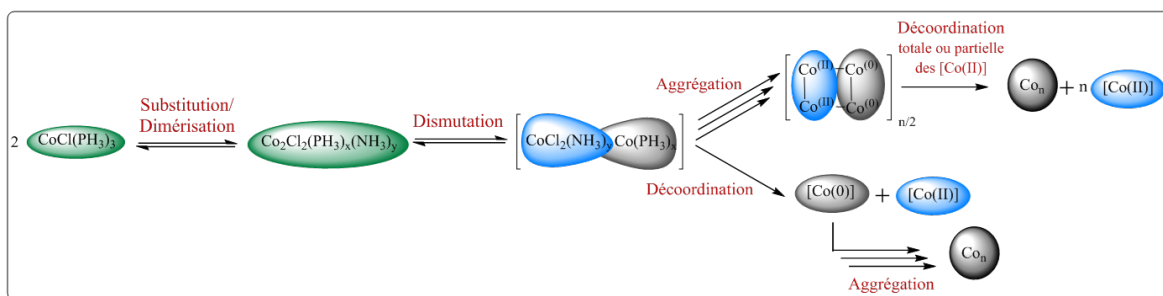 2 CoCl(PH₃)₃
Substitution/
Dimérisation
Co₂Cl₂(PH₃)ₓ(NH₃)ᵧ
Dismutation
[CoCl₂(NH₃)ᵧ Co(PH₃)ₓ]
Aggrégation
[Co⁽ᴵᴵ⁾–Co⁽⁰⁾
Co⁽ᴵᴵ⁾–Co⁽⁰⁾] n/2
Décoordination
totale ou partielle
des [Co(II)]
Coₙ + n [Co(II)]
Décoordination
[Co(0)] + [Co(II)]
Aggrégation
Coₙ